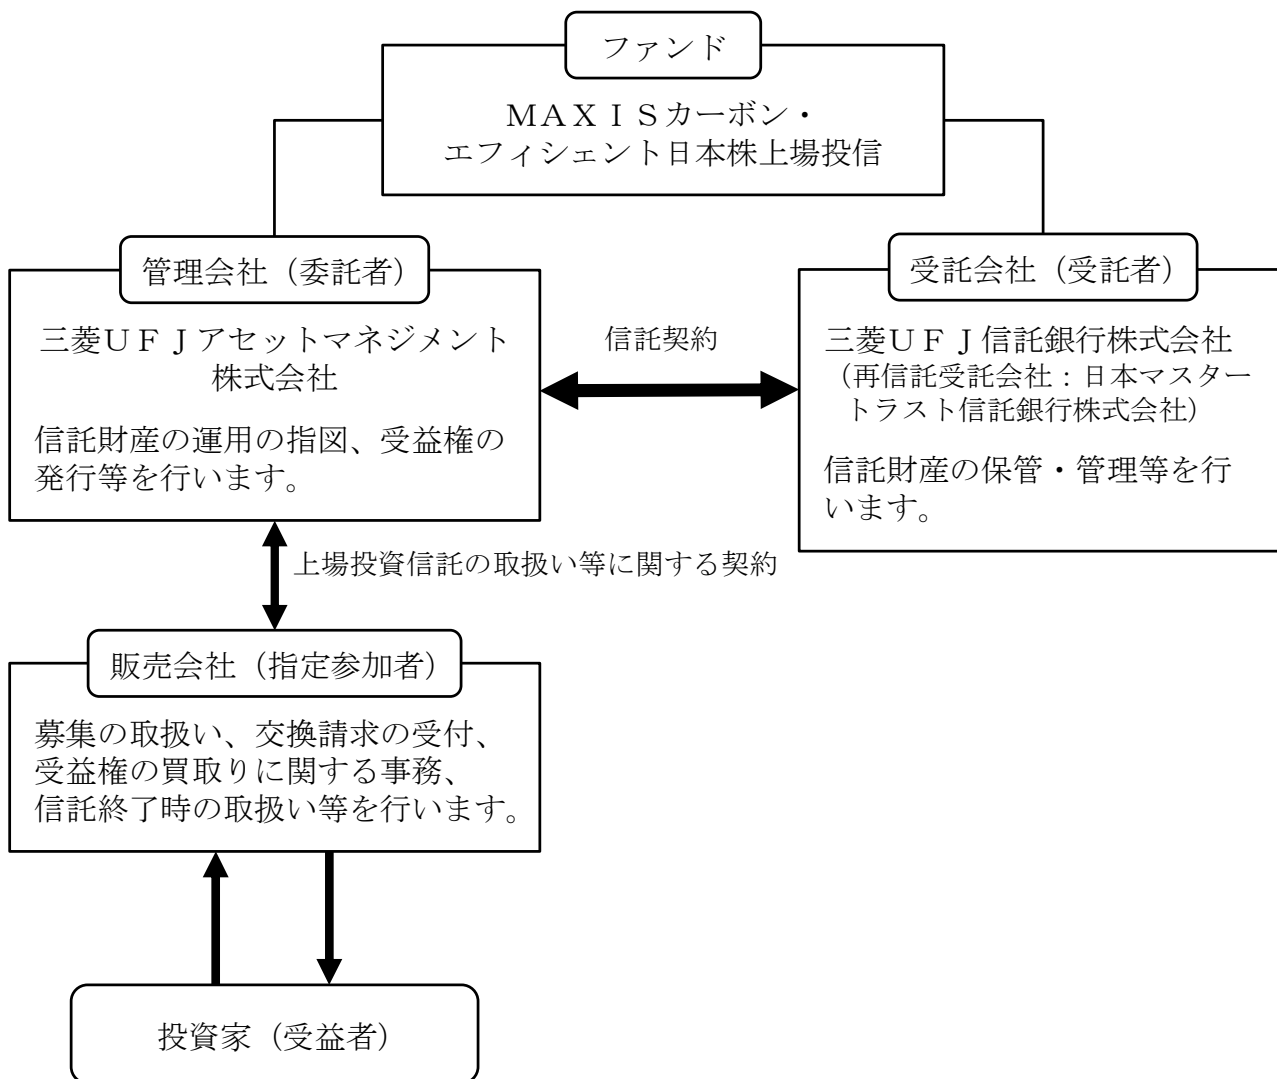 ファンド
MAXISカーボン・
エフィシェント日本株上場投信
管理会社（委託者）
三菱UFJアセットマネジメント
株式会社
信託財産の運用の指図、受益権の
発行等を行います。
信託契約
受託会社（受託者）
三菱UFJ信託銀行株式会社
（再信託受託会社：日本マスター
トラスト信託銀行株式会社）
信託財産の保管・管理等を行
います。
上場投資信託の取扱い等に関する契約
販売会社（指定参加者）
募集の取扱い、交換請求の受付、
受益権の買取りに関する事務、
信託終了時の取扱い等を行います。
投資家（受益者）